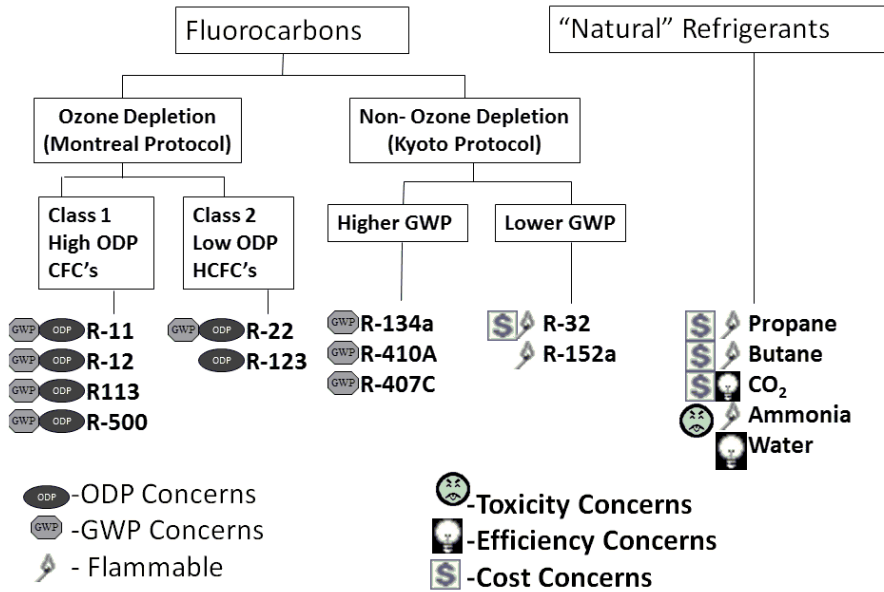 Fluorocarbons
"Natural" Refrigerants
Ozone Depletion
(Montreal Protocol)
Non- Ozone Depletion
(Kyoto Protocol)
Class 1
High ODP
CFC's
Class 2
Low ODP
HCFC's
Higher GWP
Lower GWP
GWP ODP R-11
GWP ODP R-12
GWP ODP R113
GWP ODP R-500
GWP ODP R-22
ODP R-123
GWP R-134a
GWP R-410A
GWP R-407C
$ R-32
R-152a
$ Propane
$ Butane
$ CO₂
Ammonia
Water
ODP -ODP Concerns
GWP -GWP Concerns
- Flammable
-Toxicity Concerns
-Efficiency Concerns
$ -Cost Concerns